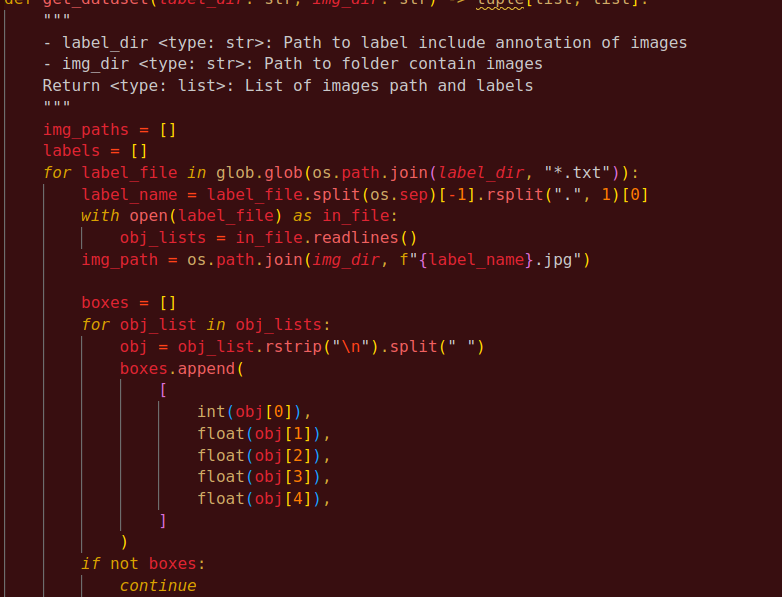 def get_dataset(label_dir: str, img_dir: str) -> tuple[list, list]:
    """
    - label_dir <type: str>: Path to label include annotation of images
    - img_dir <type: str>: Path to folder contain images
    Return <type: list>: List of images path and labels
    """
    img_paths = []
    labels = []
    for label_file in glob.glob(os.path.join(label_dir, "*.txt")):
        label_name = label_file.split(os.sep)[-1].rsplit(".", 1)[0]
        with open(label_file) as in_file:
            obj_lists = in_file.readlines()
        img_path = os.path.join(img_dir, f"{label_name}.jpg")

        boxes = []
        for obj_list in obj_lists:
            obj = obj_list.rstrip("\n").split(" ")
            boxes.append(
                [
                    int(obj[0]),
                    float(obj[1]),
                    float(obj[2]),
                    float(obj[3]),
                    float(obj[4]),
                ]
            )
        if not boxes:
            continue